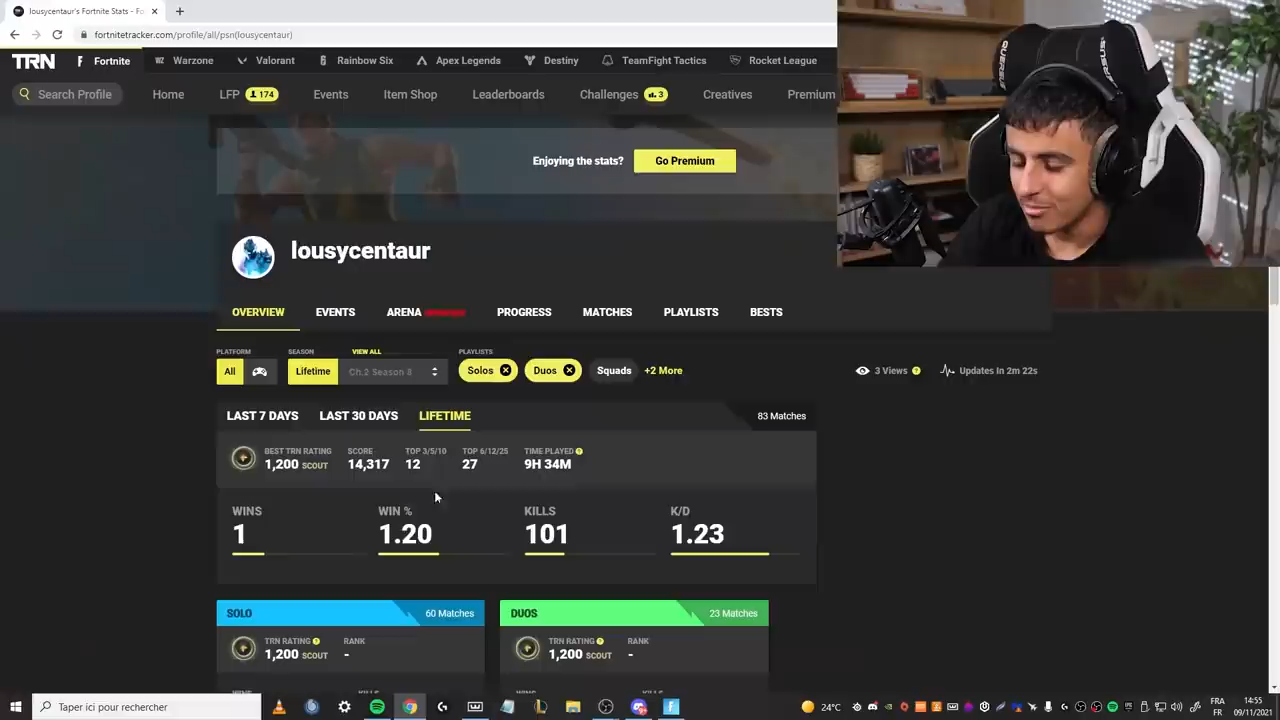 lousycentaur's Fortnite Stats - Fo
fortnitetracker.com/profile/all/psn(lousycentaur)
TRN Fortnite Warzone Valorant Rainbow Six Apex Legends Destiny TeamFight Tactics Rocket League
Search Profile Home LFP 174 Events Item Shop Leaderboards Challenges 3 Creatives Premium
Enjoying the stats? Go Premium
lousycentaur
OVERVIEW EVENTS ARENA PROGRESS MATCHES PLAYLISTS BESTS
PLATFORM SEASON VIEW ALL PLAYLISTS
All Lifetime Ch.2 Season 8 Solos Duos Squads +2 More 3 Views Updates In 2m 22s
LAST 7 DAYS LAST 30 DAYS LIFETIME 83 Matches
BEST TRN RATING SCORE TOP 3/5/10 TOP 6/12/25 TIME PLAYED
1,200 SCOUT 14,317 12 27 9H 34M
WINS WIN % KILLS K/D
1 1.20 101 1.23
SOLO 60 Matches DUOS 23 Matches
TRN RATING RANK TRN RATING RANK
1,200 SCOUT - 1,200 SCOUT -
Taper ici pour rechercher 24°C FRA 14:55
FR 09/11/2021